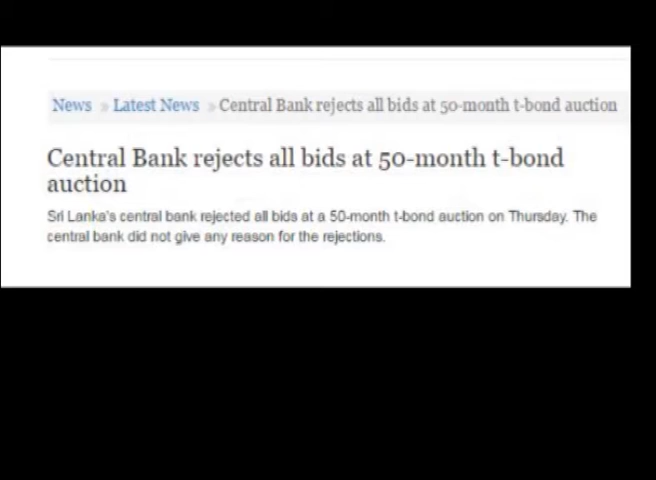 News » Latest News » Central Bank rejects all bids at 50-month t-bond auction
Central Bank rejects all bids at 50-month t-bond
auction
Sri Lanka's central bank rejected all bids at a 50-month t-bond auction on Thursday. The
central bank did not give any reason for the rejections.